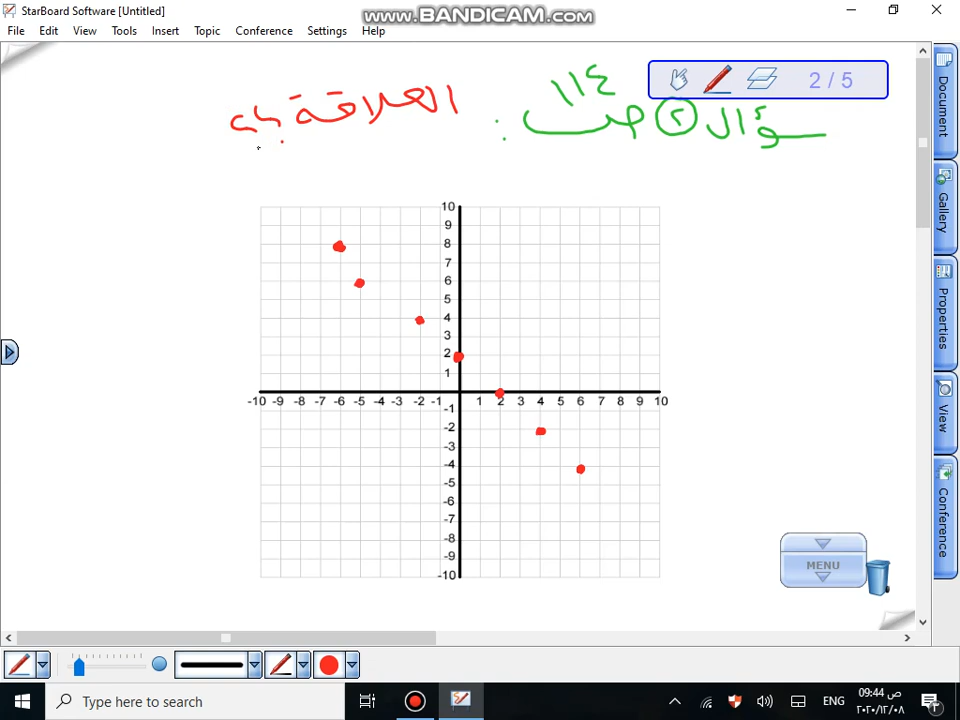 StarBoard Software [Untitled]
www.BANDICAM.com
File Edit View Tools Insert Topic Conference Settings Help
2 / 5
سؤال ٢ ص ١١٤ :
العلاقة
10
9
8
7
6
5
4
3
2
1
-10 -9 -8 -7 -6 -5 -4 -3 -2 -1 1 2 3 4 5 6 7 8 9 10
-1
-2
-3
-4
-5
-6
-7
-8
-9
-10
MENU
Document
Gallery
Properties
View
Conference
Type here to search
ENG
09:44 ص
٢٠٢٠/١٢/٠٨